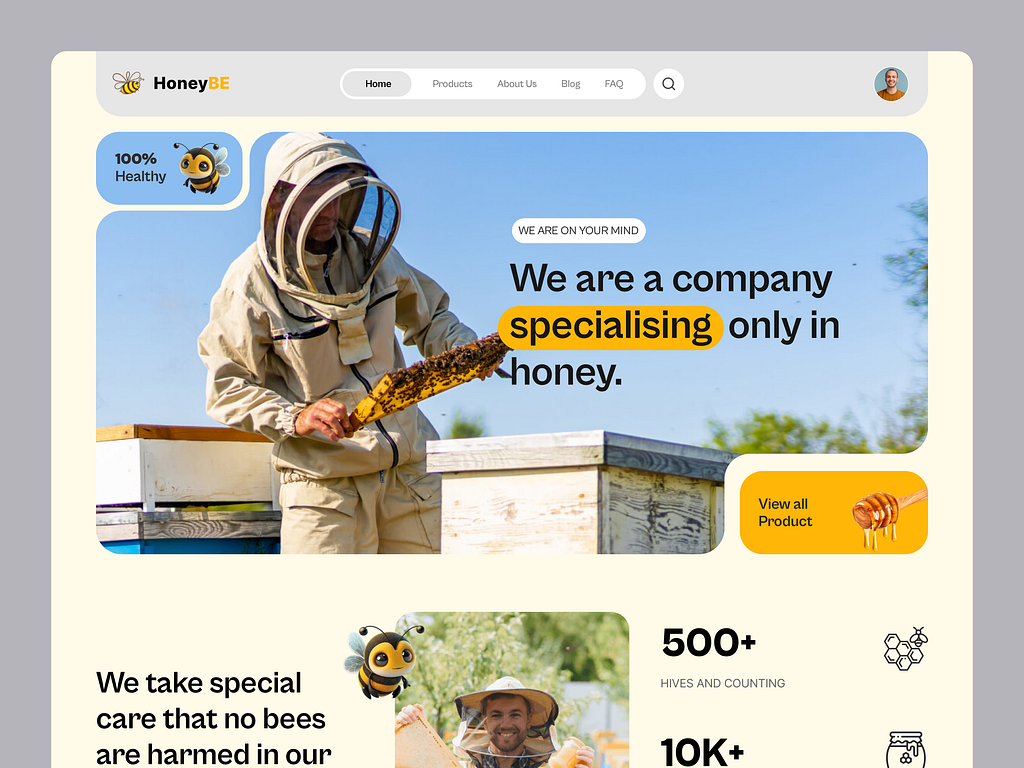 HoneyBE
Home
Products
About Us
Blog
FAQ
100%
Healthy
WE ARE ON YOUR MIND
We are a company
specialising only in
honey.
View all
Product
We take special
care that no bees
are harmed in our
500+
HIVES AND COUNTING
10K+